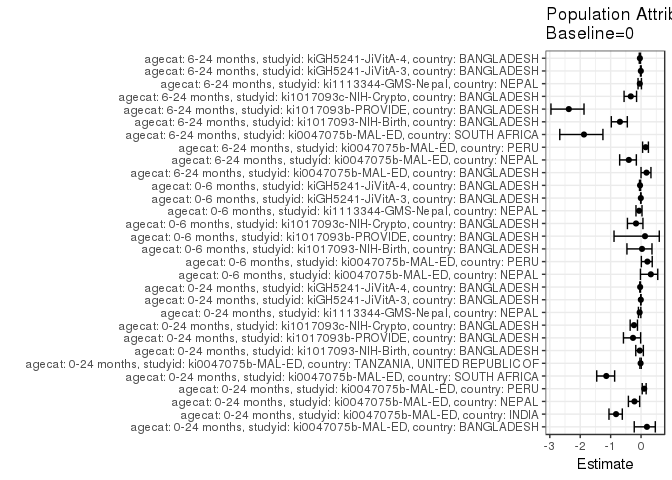 Population Attrib
Baseline=0
agecat: 6-24 months, studyid: kiGH5241-JiVitA-4, country: BANGLADESH
agecat: 6-24 months, studyid: kiGH5241-JiVitA-3, country: BANGLADESH
agecat: 6-24 months, studyid: ki1113344-GMS-Nepal, country: NEPAL
agecat: 6-24 months, studyid: ki1017093c-NIH-Crypto, country: BANGLADESH
agecat: 6-24 months, studyid: ki1017093b-PROVIDE, country: BANGLADESH
agecat: 6-24 months, studyid: ki1017093-NIH-Birth, country: BANGLADESH
agecat: 6-24 months, studyid: ki0047075b-MAL-ED, country: SOUTH AFRICA
agecat: 6-24 months, studyid: ki0047075b-MAL-ED, country: PERU
agecat: 6-24 months, studyid: ki0047075b-MAL-ED, country: NEPAL
agecat: 6-24 months, studyid: ki0047075b-MAL-ED, country: BANGLADESH
agecat: 0-6 months, studyid: kiGH5241-JiVitA-4, country: BANGLADESH
agecat: 0-6 months, studyid: kiGH5241-JiVitA-3, country: BANGLADESH
agecat: 0-6 months, studyid: ki1113344-GMS-Nepal, country: NEPAL
agecat: 0-6 months, studyid: ki1017093c-NIH-Crypto, country: BANGLADESH
agecat: 0-6 months, studyid: ki1017093b-PROVIDE, country: BANGLADESH
agecat: 0-6 months, studyid: ki1017093-NIH-Birth, country: BANGLADESH
agecat: 0-6 months, studyid: ki0047075b-MAL-ED, country: PERU
agecat: 0-6 months, studyid: ki0047075b-MAL-ED, country: NEPAL
agecat: 0-24 months, studyid: kiGH5241-JiVitA-4, country: BANGLADESH
agecat: 0-24 months, studyid: kiGH5241-JiVitA-3, country: BANGLADESH
agecat: 0-24 months, studyid: ki1113344-GMS-Nepal, country: NEPAL
agecat: 0-24 months, studyid: ki1017093c-NIH-Crypto, country: BANGLADESH
agecat: 0-24 months, studyid: ki1017093b-PROVIDE, country: BANGLADESH
agecat: 0-24 months, studyid: ki1017093-NIH-Birth, country: BANGLADESH
agecat: 0-24 months, studyid: ki0047075b-MAL-ED, country: TANZANIA, UNITED REPUBLIC OF
agecat: 0-24 months, studyid: ki0047075b-MAL-ED, country: SOUTH AFRICA
agecat: 0-24 months, studyid: ki0047075b-MAL-ED, country: PERU
agecat: 0-24 months, studyid: ki0047075b-MAL-ED, country: NEPAL
agecat: 0-24 months, studyid: ki0047075b-MAL-ED, country: INDIA
agecat: 0-24 months, studyid: ki0047075b-MAL-ED, country: BANGLADESH
-3 -2 -1 0
Estimate